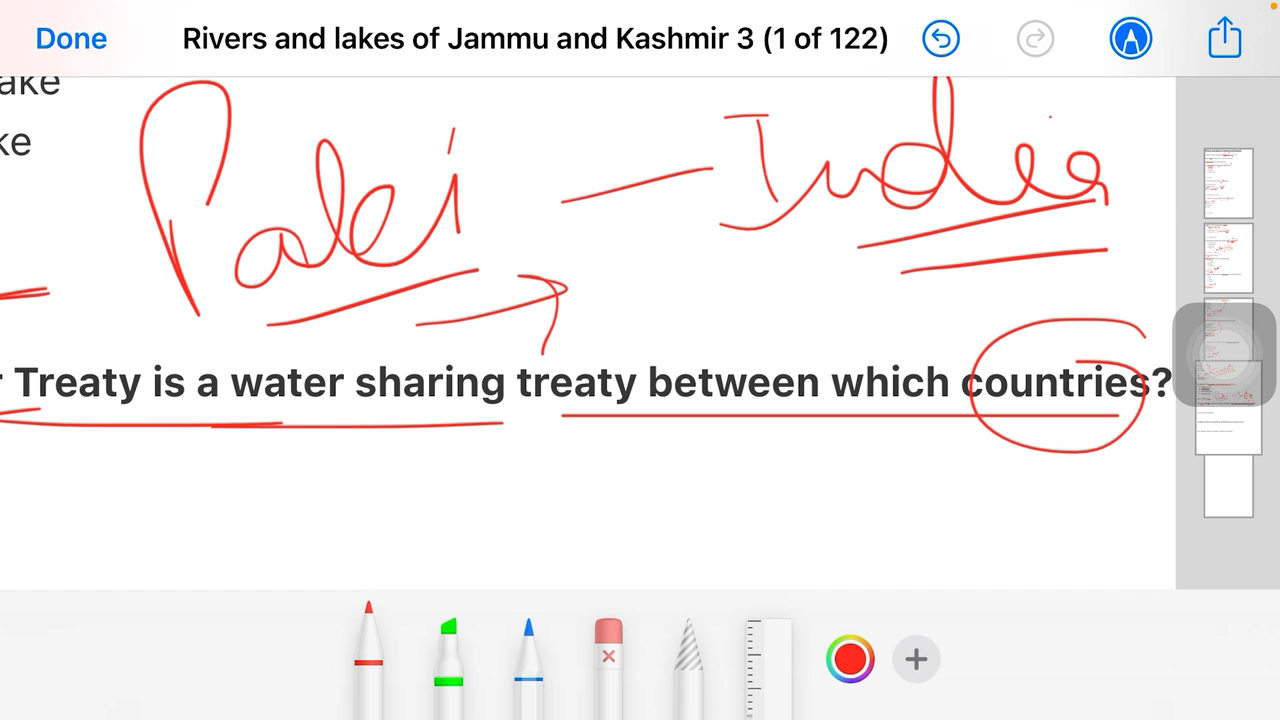 Done Rivers and lakes of Jammu and Kashmir 3 (1 of 122)
ake
ke
Paki — India
Treaty is a water sharing treaty between which countries?